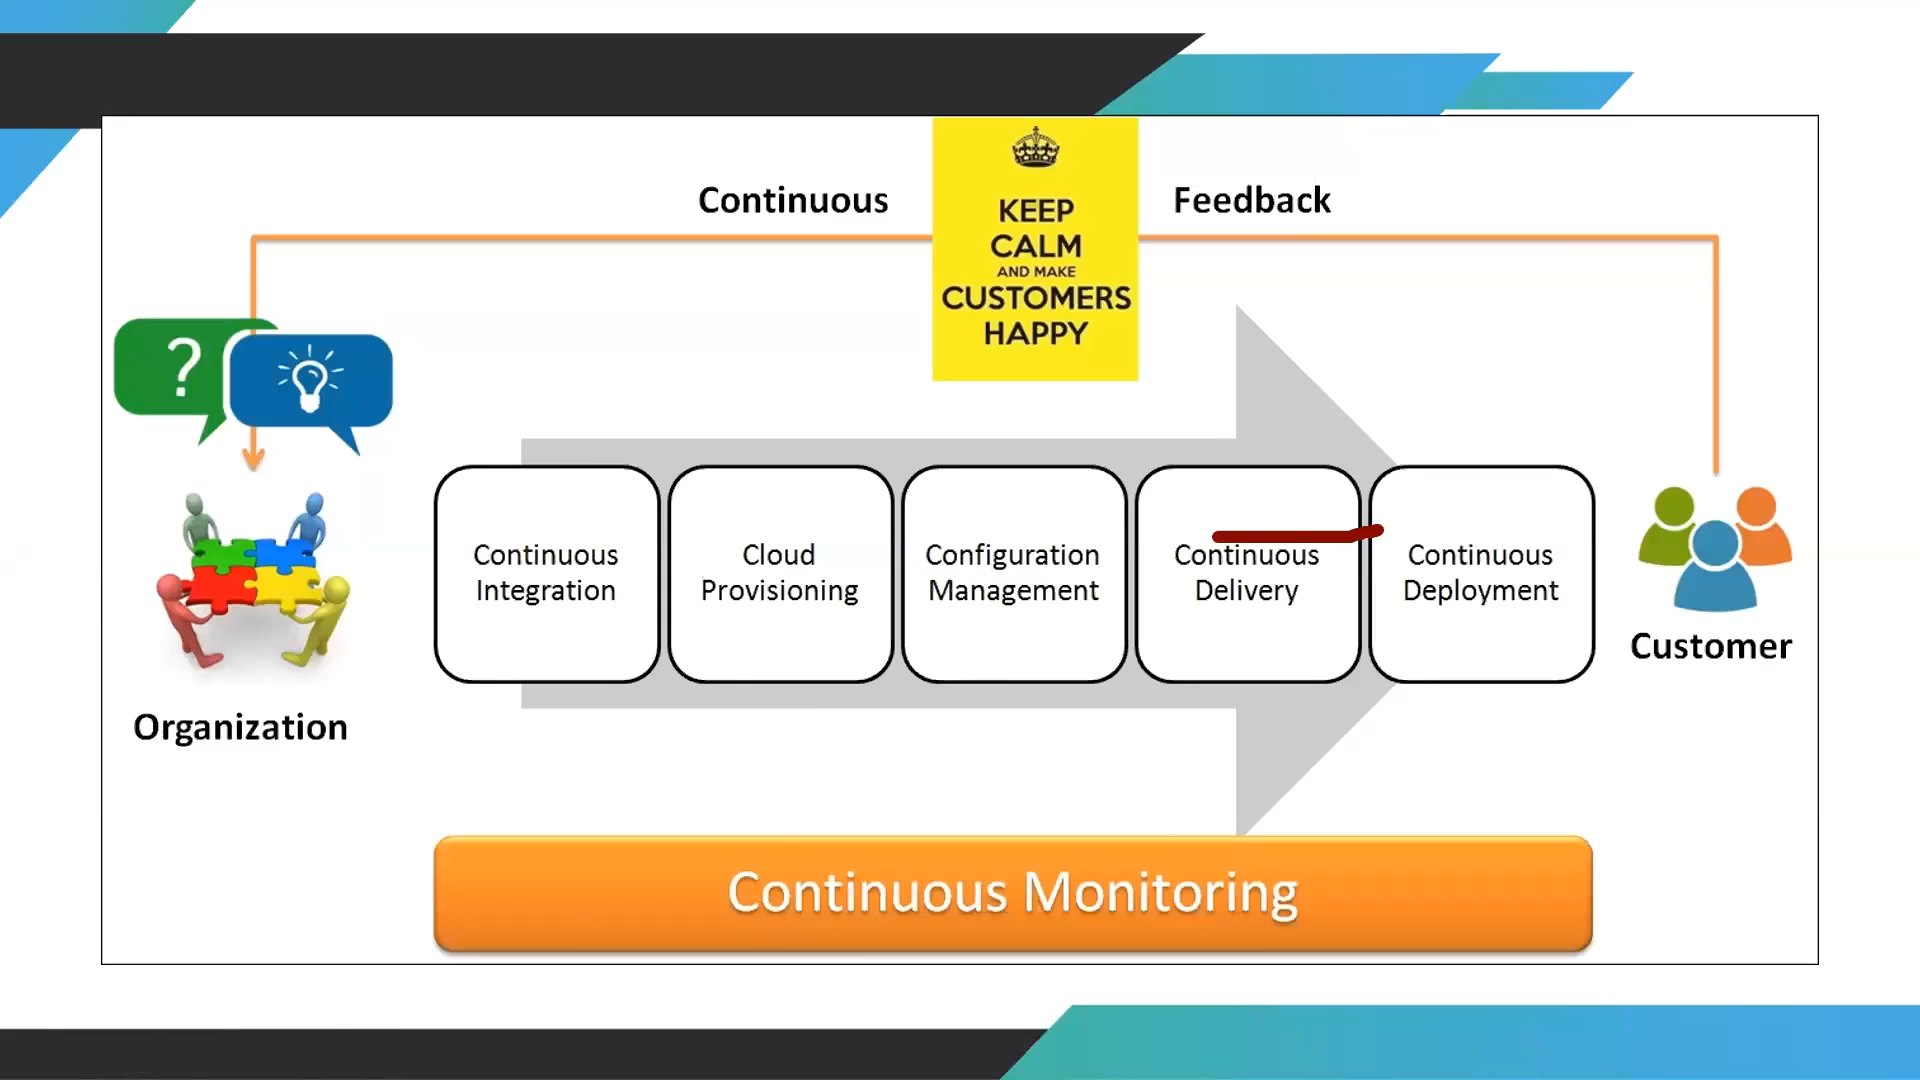 Continuous
Feedback
KEEP
CALM
AND MAKE
CUSTOMERS
HAPPY
?
Continuous
Integration
Cloud
Provisioning
Configuration
Management
Continuous
Delivery
Continuous
Deployment
Customer
Organization
Continuous Monitoring